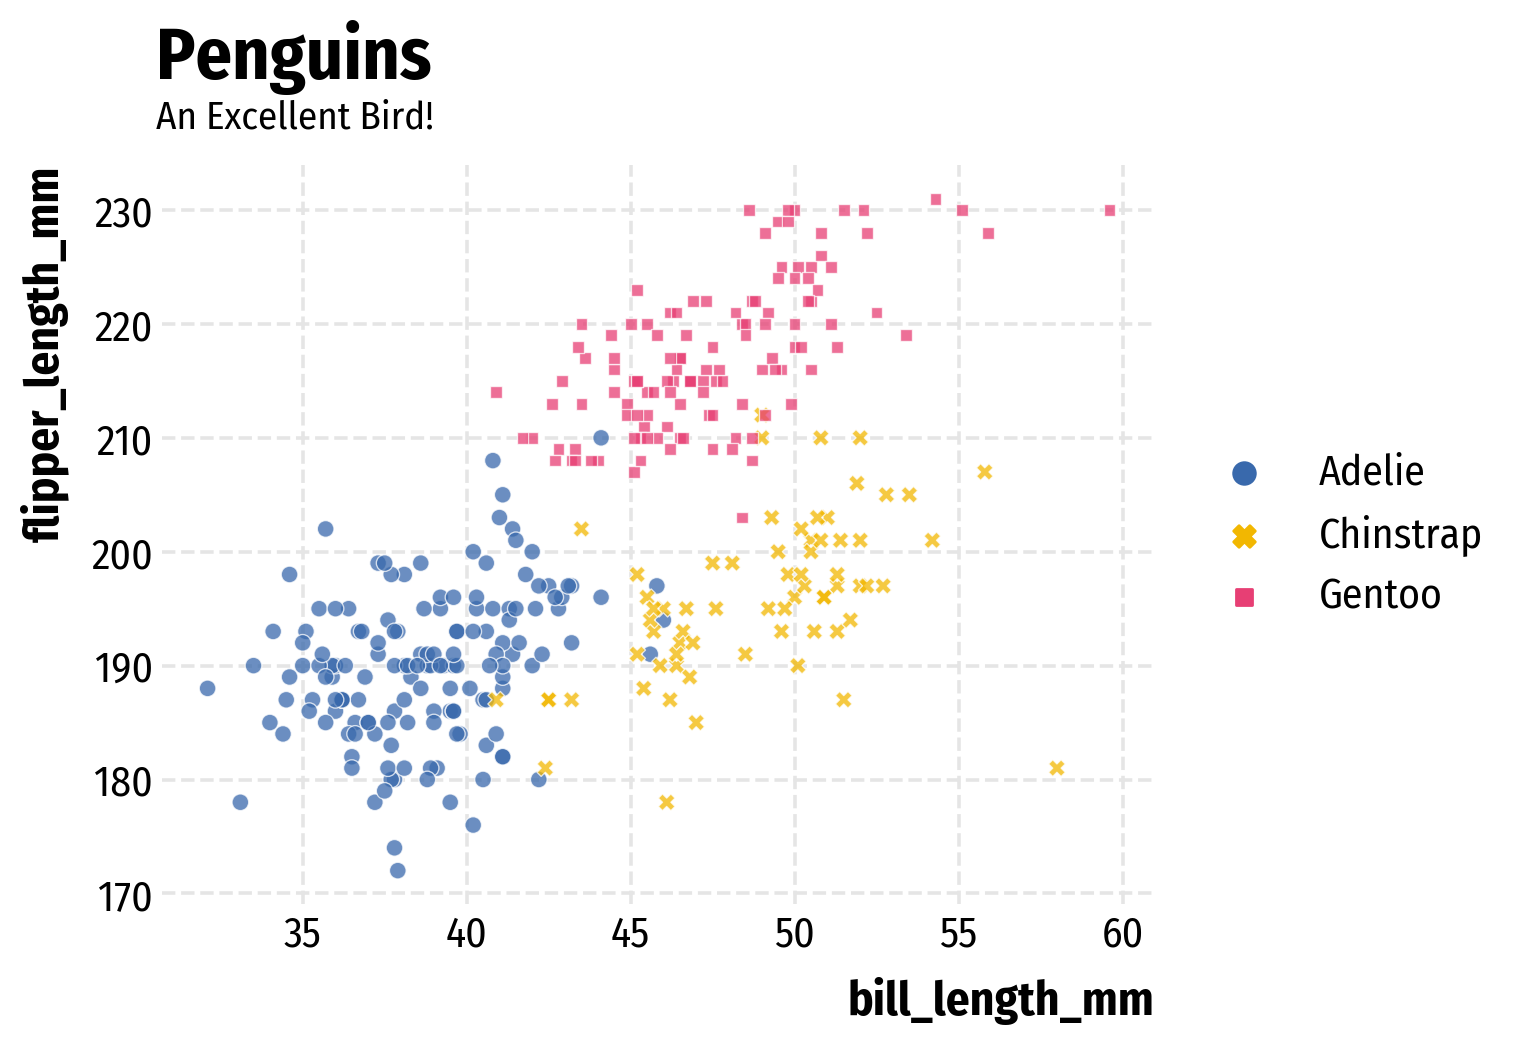 Penguins
An Excellent Bird!
flipper_length_mm
230
220
210
200
190
180
170
35 40 45 50 55 60
bill_length_mm
Adelie
Chinstrap
Gentoo